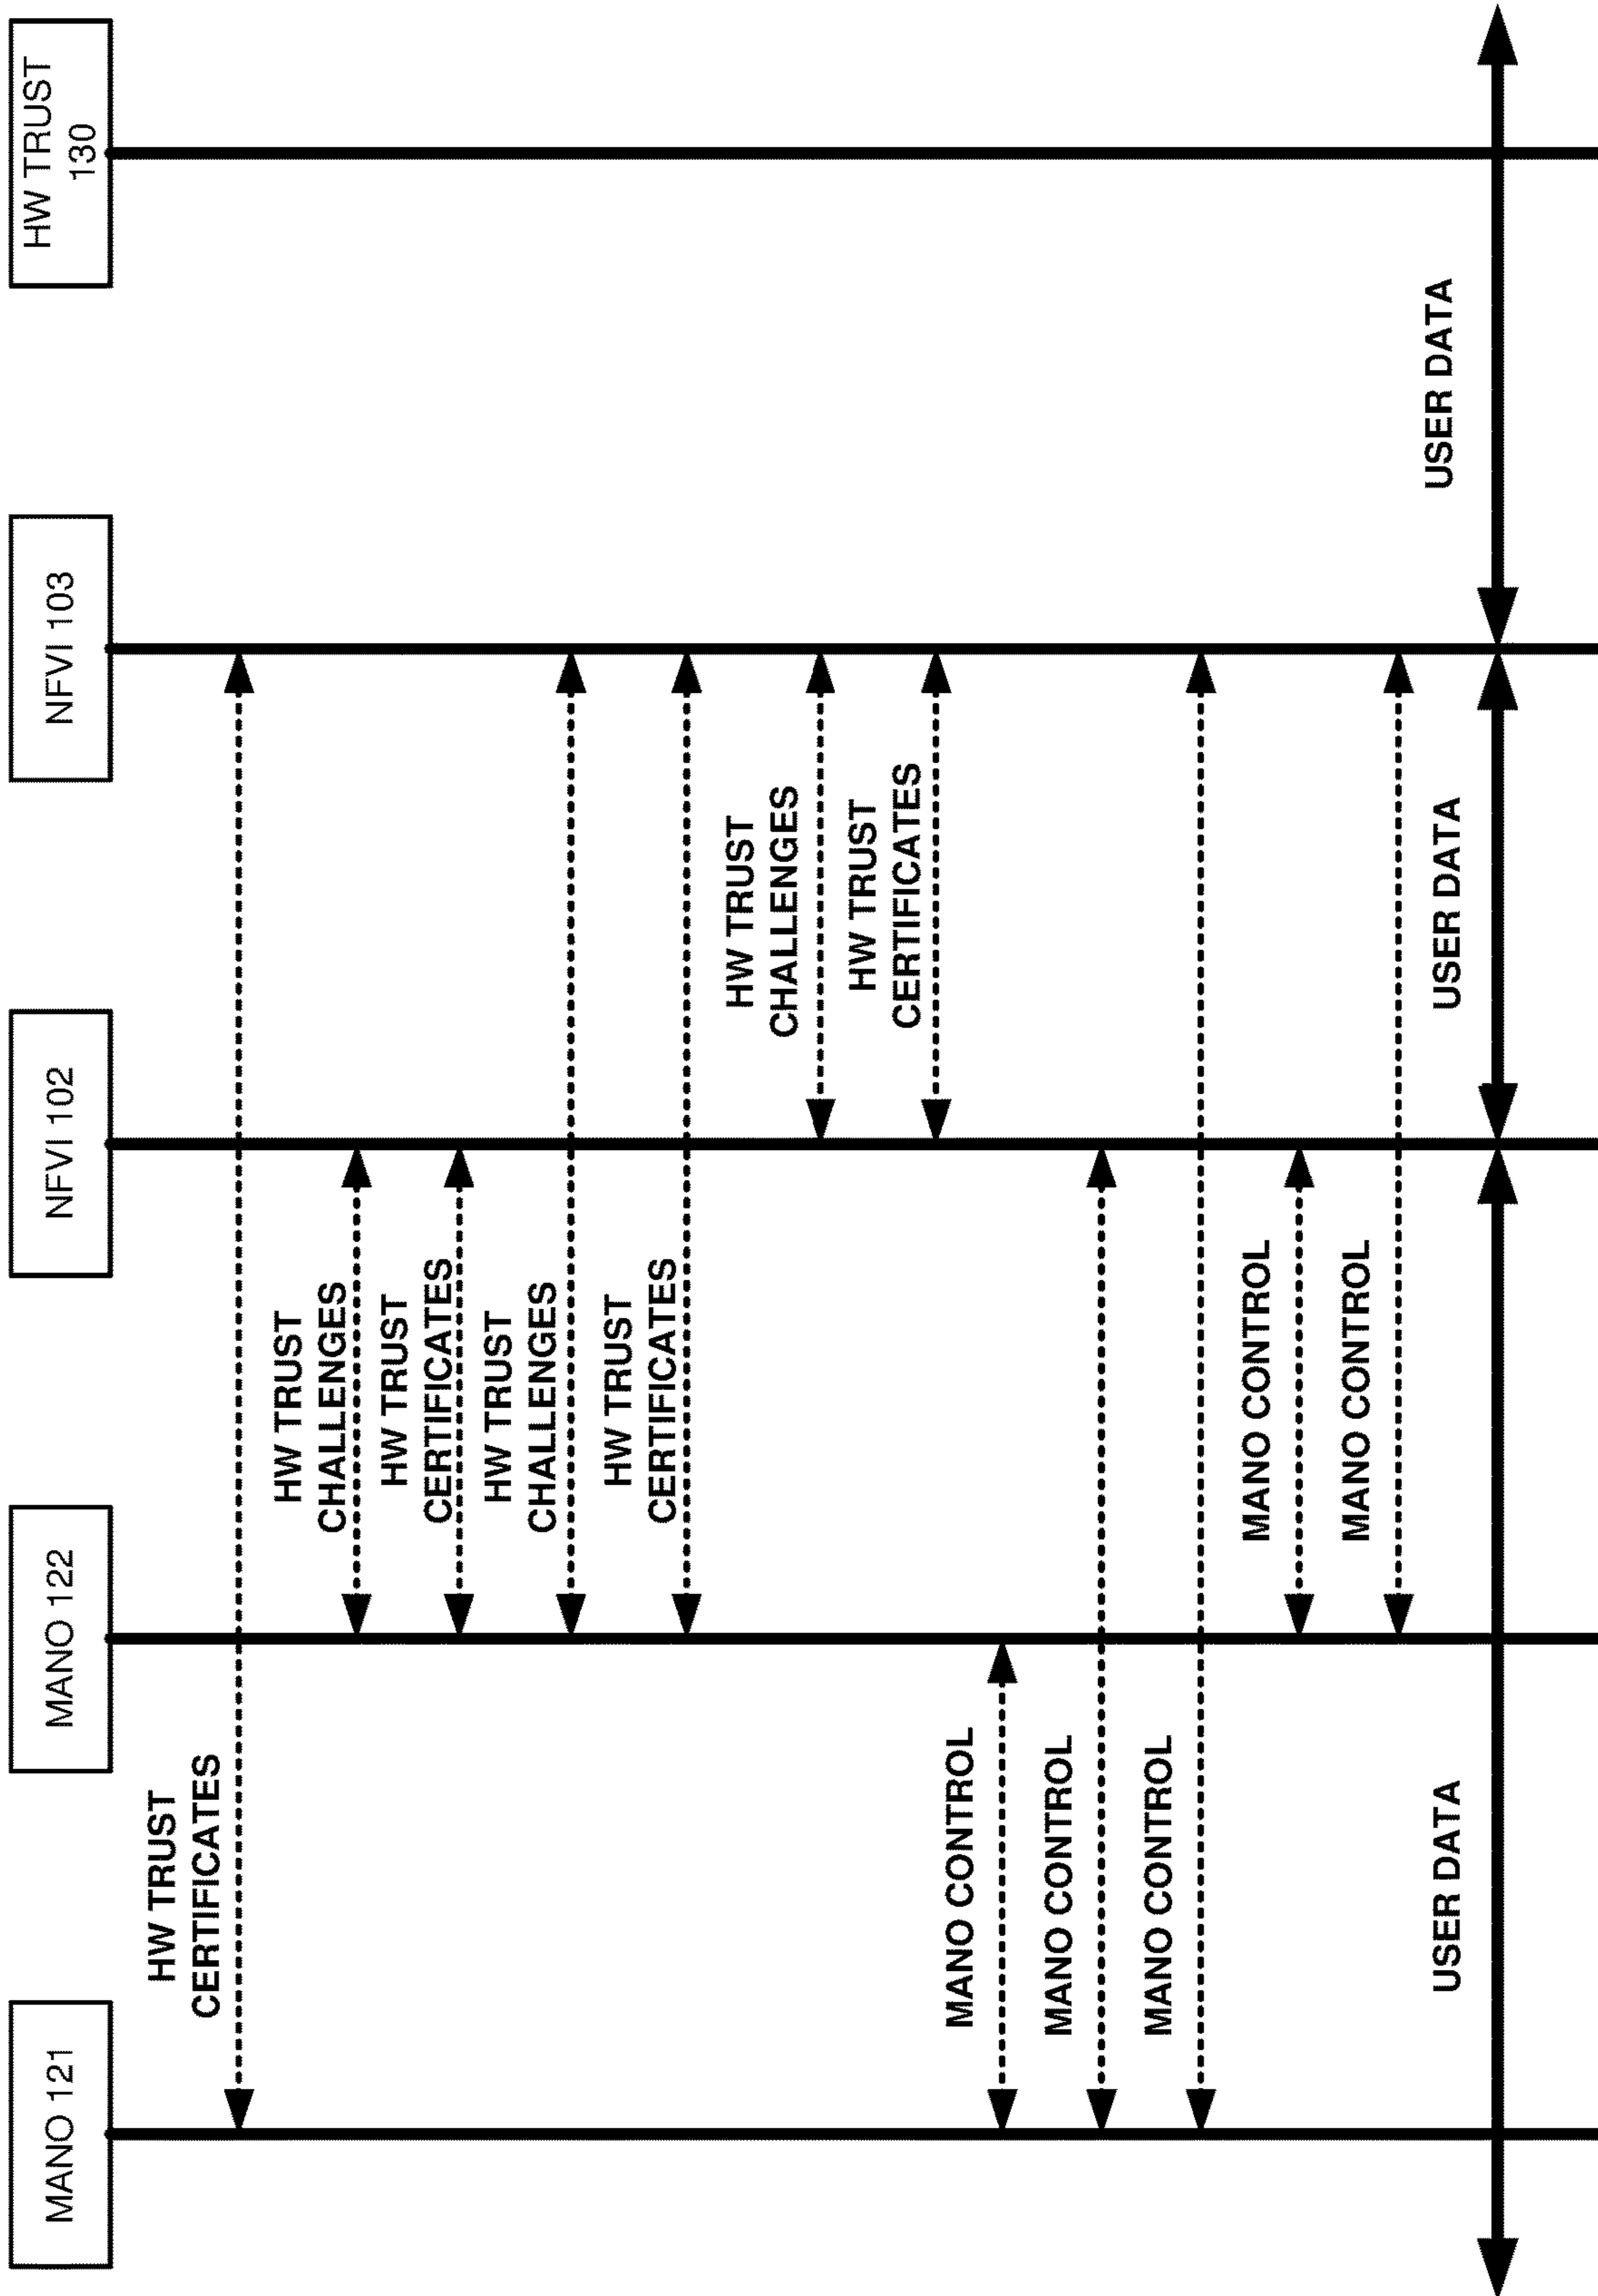 MANO 121
MANO 122
NFVI 102
NFVI 103
HW TRUST
130
HW TRUST
CERTIFICATES
HW TRUST
CHALLENGES
HW TRUST
CERTIFICATES
HW TRUST
CHALLENGES
HW TRUST
CERTIFICATES
HW TRUST
CHALLENGES
HW TRUST
CERTIFICATES
MANO CONTROL
MANO CONTROL
MANO CONTROL
MANO CONTROL
MANO CONTROL
USER DATA
USER DATA
USER DATA